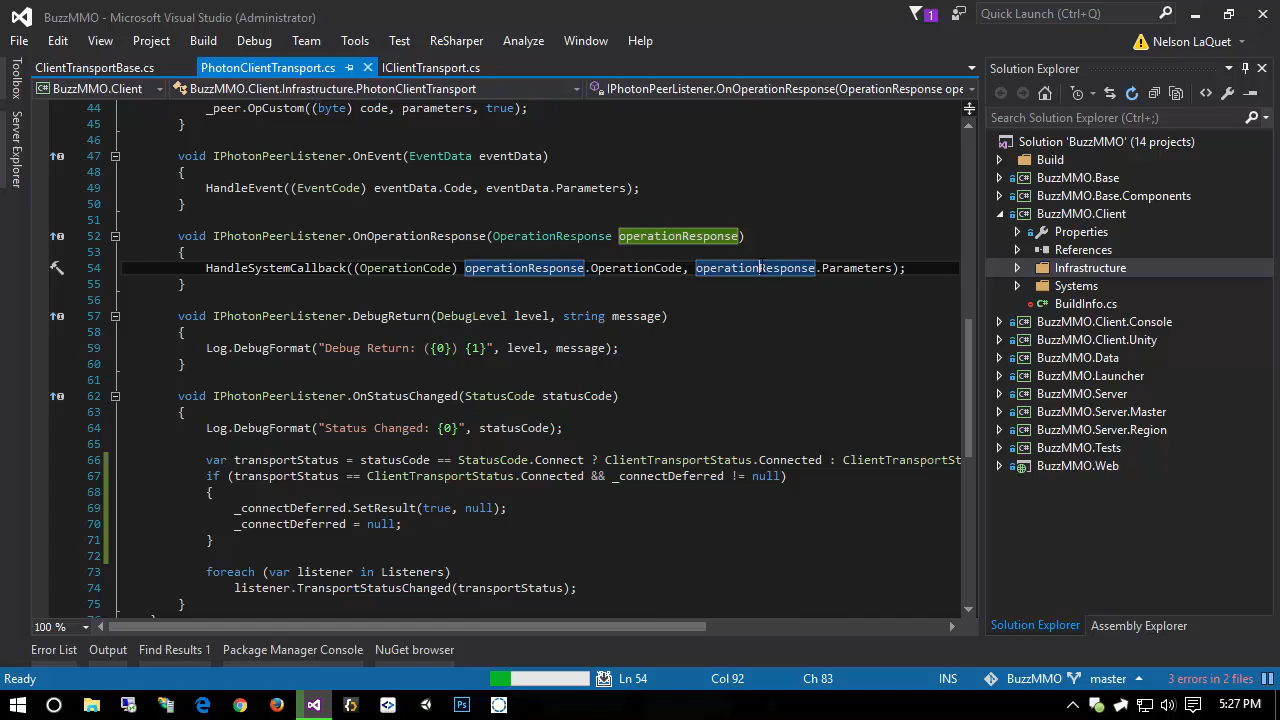 BuzzMMO - Microsoft Visual Studio (Administrator)
1
Quick Launch (Ctrl+Q)
File Edit View Project Build Debug Team Tools Test ReSharper Analyze Window Help
Nelson LaQuet
Toolbox
Server Explorer
ClientTransportBase.cs PhotonClientTransport.cs IClientTransport.cs
BuzzMMO.Client BuzzMMO.Client.Infrastructure.PhotonClientTransport IPhotonPeerListener.OnOperationResponse(OperationResponse ope
44 _peer.OpCustom((byte) code, parameters, true);
45 }
46
47 void IPhotonPeerListener.OnEvent(EventData eventData)
48 {
49 HandleEvent((EventCode) eventData.Code, eventData.Parameters);
50 }
51
52 void IPhotonPeerListener.OnOperationResponse(OperationResponse operationResponse)
53 {
54 HandleSystemCallback((OperationCode) operationResponse.OperationCode, operationResponse.Parameters);
55 }
56
57 void IPhotonPeerListener.DebugReturn(DebugLevel level, string message)
58 {
59 Log.DebugFormat("Debug Return: ({0}) {1}", level, message);
60 }
61
62 void IPhotonPeerListener.OnStatusChanged(StatusCode statusCode)
63 {
64 Log.DebugFormat("Status Changed: {0}", statusCode);
65
66 var transportStatus = statusCode == StatusCode.Connect ? ClientTransportStatus.Connected : ClientTransportSt
67 if (transportStatus == ClientTransportStatus.Connected && _connectDeferred != null)
68 {
69 _connectDeferred.SetResult(true, null);
70 _connectDeferred = null;
71 }
72
73 foreach (var listener in Listeners)
74 listener.TransportStatusChanged(transportStatus);
75 }
100 %
Solution Explorer
Search Solution Explorer (Ctrl+;)
Solution 'BuzzMMO' (14 projects)
Build
BuzzMMO.Base
BuzzMMO.Base.Components
BuzzMMO.Client
Properties
References
Infrastructure
Systems
BuildInfo.cs
BuzzMMO.Client.Console
BuzzMMO.Client.Unity
BuzzMMO.Data
BuzzMMO.Launcher
BuzzMMO.Server
BuzzMMO.Server.Master
BuzzMMO.Server.Region
BuzzMMO.Tests
BuzzMMO.Web
Solution Explorer Assembly Explorer
Error List Output Find Results 1 Package Manager Console NuGet browser
Ready Ln 54 Col 92 Ch 83 INS BuzzMMO master 3 errors in 2 files
5:27 PM